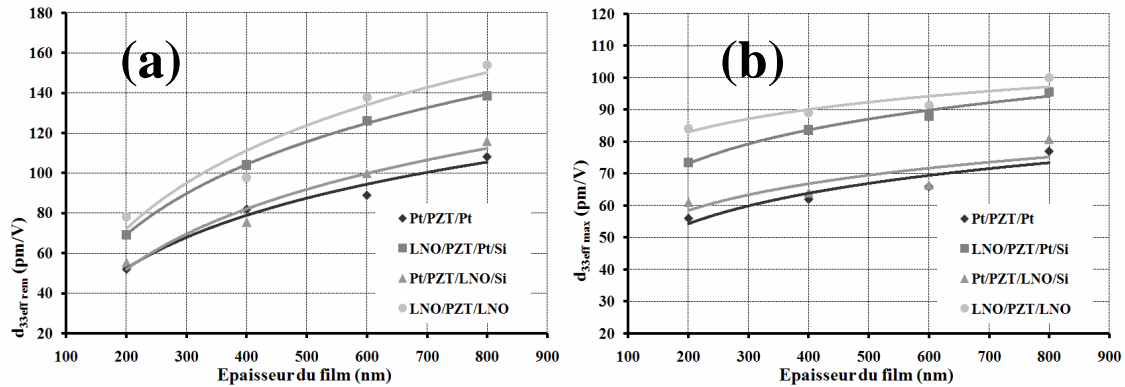 (a)
d33eff rem (pm/V)
180
160
140
120
100
80
60
40
20
100 200 300 400 500 600 700 800 900
Epaisseur du film (nm)
Pt/PZT/Pt
LNO/PZT/Pt/Si
Pt/PZT/LNO/Si
LNO/PZT/LNO
(b)
d33eff max (pm/V)
120
110
100
90
80
70
60
50
40
30
20
100 200 300 400 500 600 700 800 900
Epaisseur du film (nm)
Pt/PZT/Pt
LNO/PZT/Pt/Si
Pt/PZT/LNO/Si
LNO/PZT/LNO